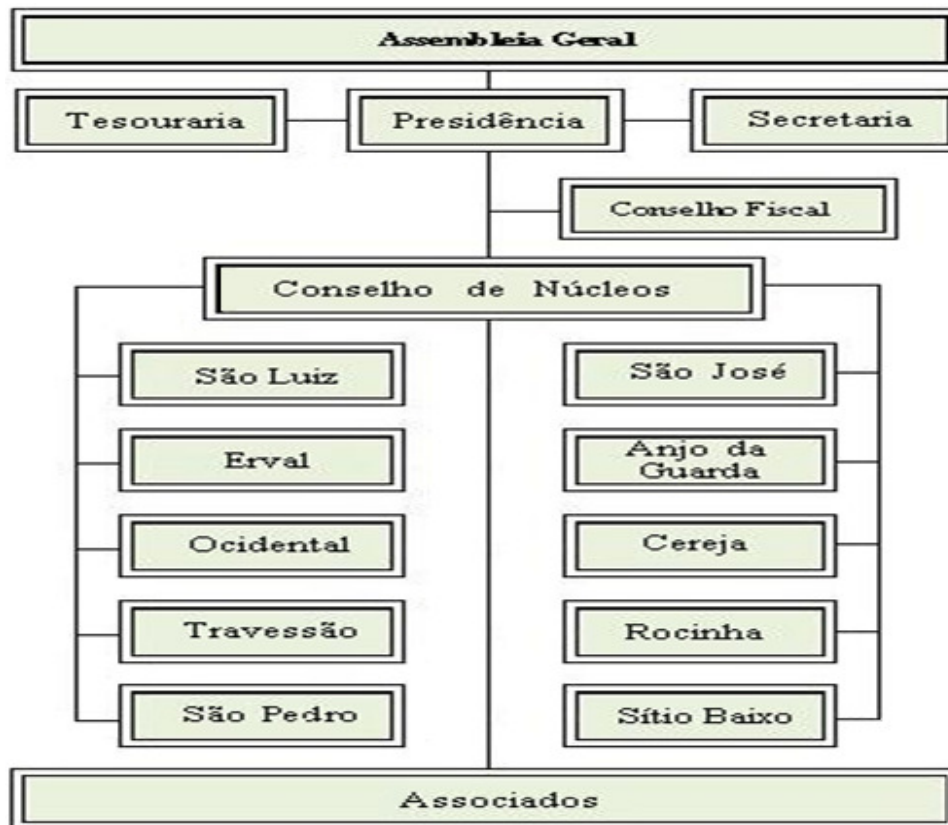 Assembleia Geral
Tesouraria
Presidência
Secretaria
Conselho Fiscal
Conselho de Núcleos
São Luiz
Erval
Ocidental
Travessão
São Pedro
São José
Anjo da
Guarda
Cereja
Rocinha
Sítio Baixo
Associados